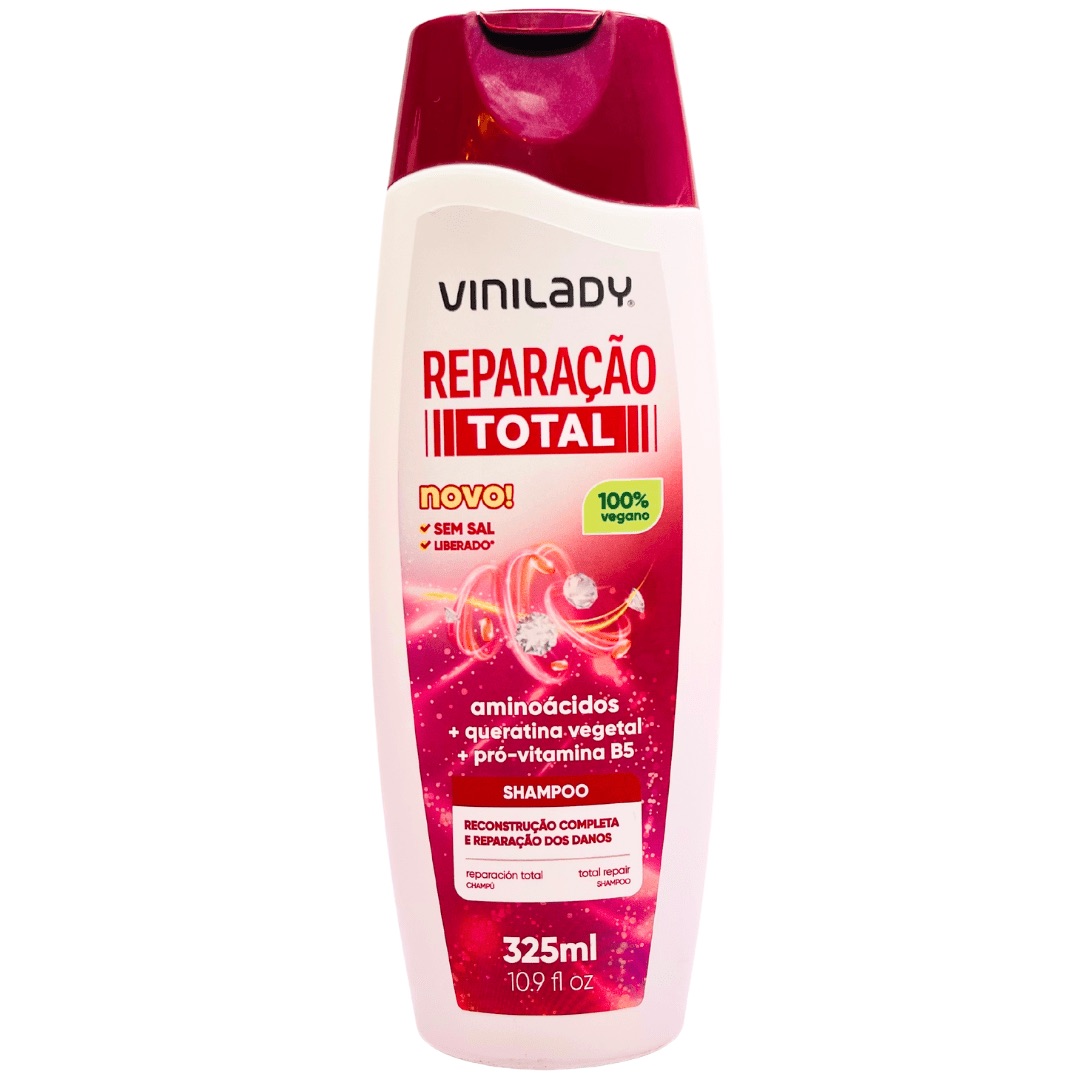 VINILADY®
REPARAÇÃO
TOTAL
novo!
SEM SAL
LIBERADO*
100%
vegano
aminoácidos
+ queratina vegetal
+ pró-vitamina B5
SHAMPOO
RECONSTRUÇÃO COMPLETA
E REPARAÇÃO DOS DANOS
reparación total
CHAMPÚ
total repair
SHAMPOO
325ml
10.9 fl oz